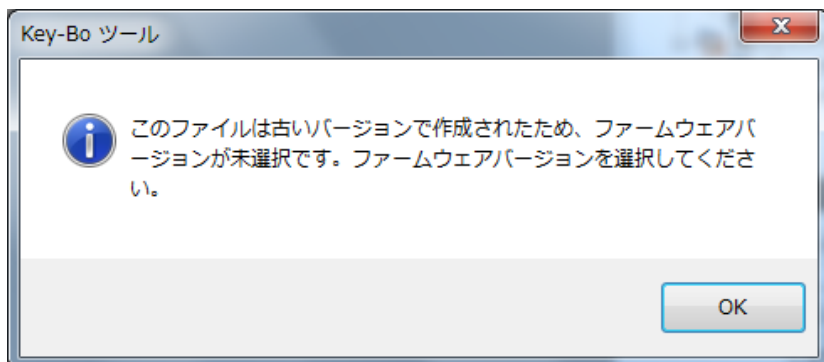 Key-Bo ツール
このファイルは古いバージョンで作成されたため、ファームウェアバ
ージョンが未選択です。ファームウェアバージョンを選択してくださ
い。
OK